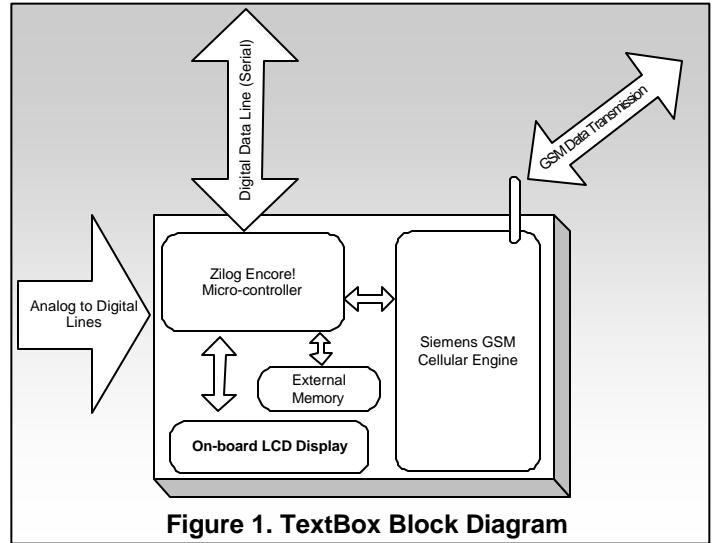 Digital Data Line (Serial)
GSM Data Transmission
Analog to Digital
Lines
Zilog Encore!
Micro-controller
Siemens GSM
Cellular Engine
External
Memory
On-board LCD Display
Figure 1. TextBox Block Diagram